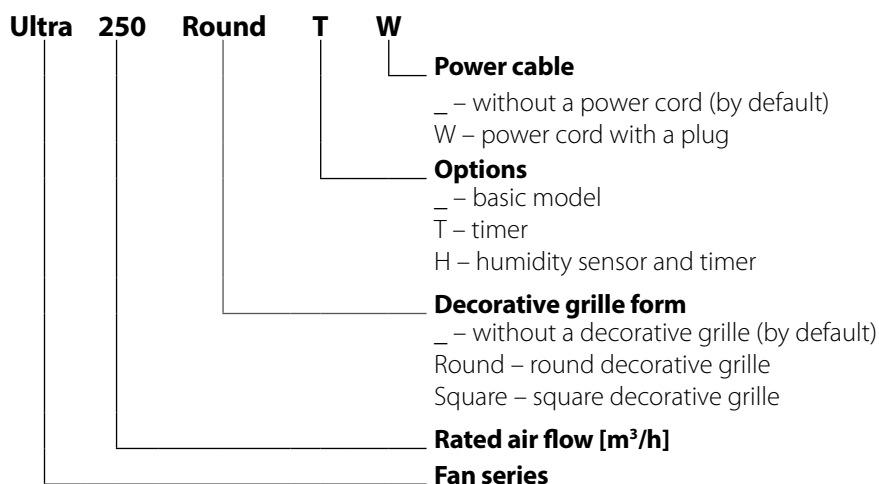 Ultra 250 Round T W
Power cable
_ – without a power cord (by default)
W – power cord with a plug
Options
_ – basic model
T – timer
H – humidity sensor and timer
Decorative grille form
_ – without a decorative grille (by default)
Round – round decorative grille
Square – square decorative grille
Rated air flow [m³/h]
Fan series